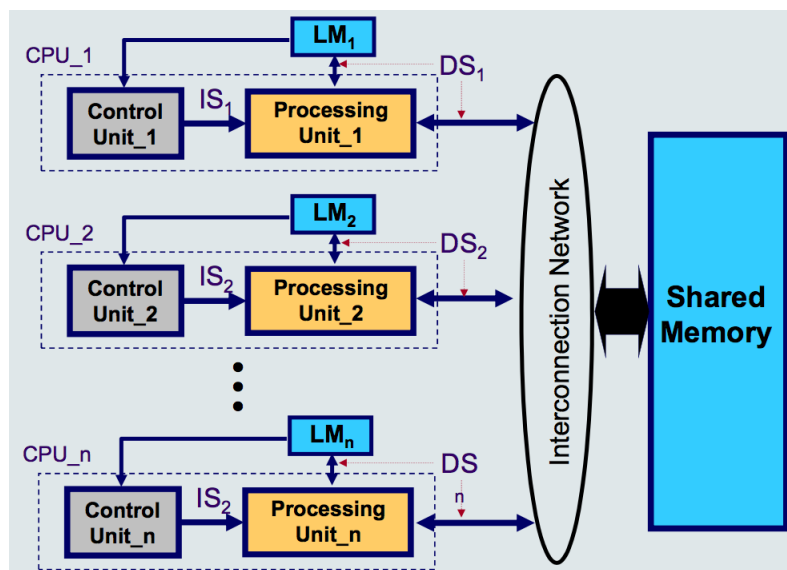 LM₁
CPU_1
DS₁
Control
Unit_1
IS₁
Processing
Unit_1
LM₂
CPU_2
DS₂
Control
Unit_2
IS₂
Processing
Unit_2
Interconnection Network
Shared
Memory
LMₙ
CPU_n
DS
n
Control
Unit_n
IS₂
Processing
Unit_n